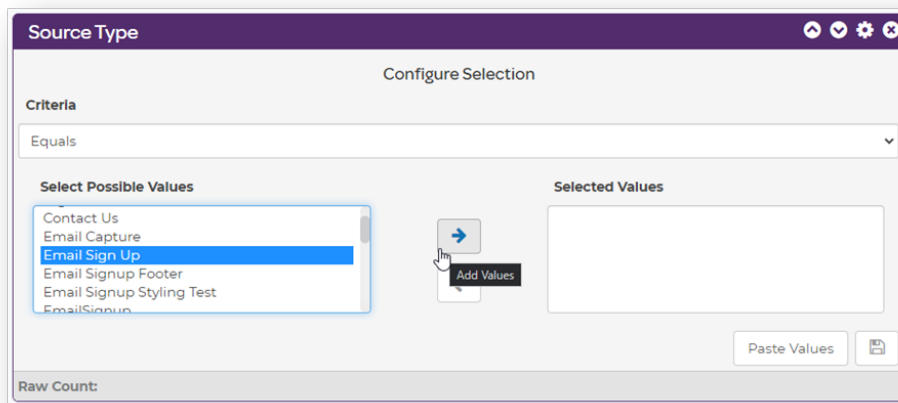 Source Type
Configure Selection
Criteria
Equals
Select Possible Values
Selected Values
Contact Us
Email Capture
Email Sign Up
Email Signup Footer
Email Signup Styling Test
EmailSignup
Add Values
Paste Values
Raw Count: